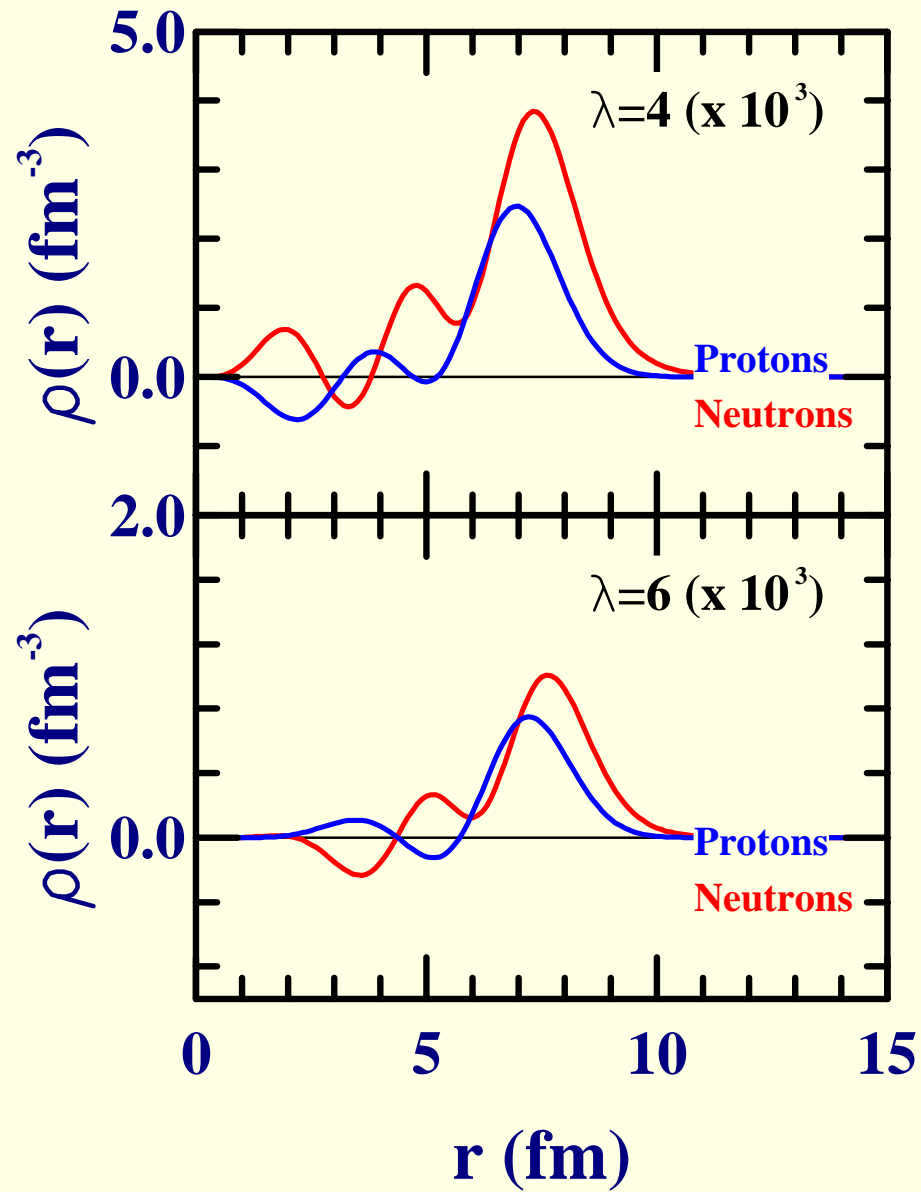 5.0
λ=4 (x 10³)
ρ(r) (fm⁻³)
0.0
Protons
Neutrons
2.0
λ=6 (x 10³)
ρ(r) (fm⁻³)
0.0
Protons
Neutrons
0 5 10 15
r (fm)